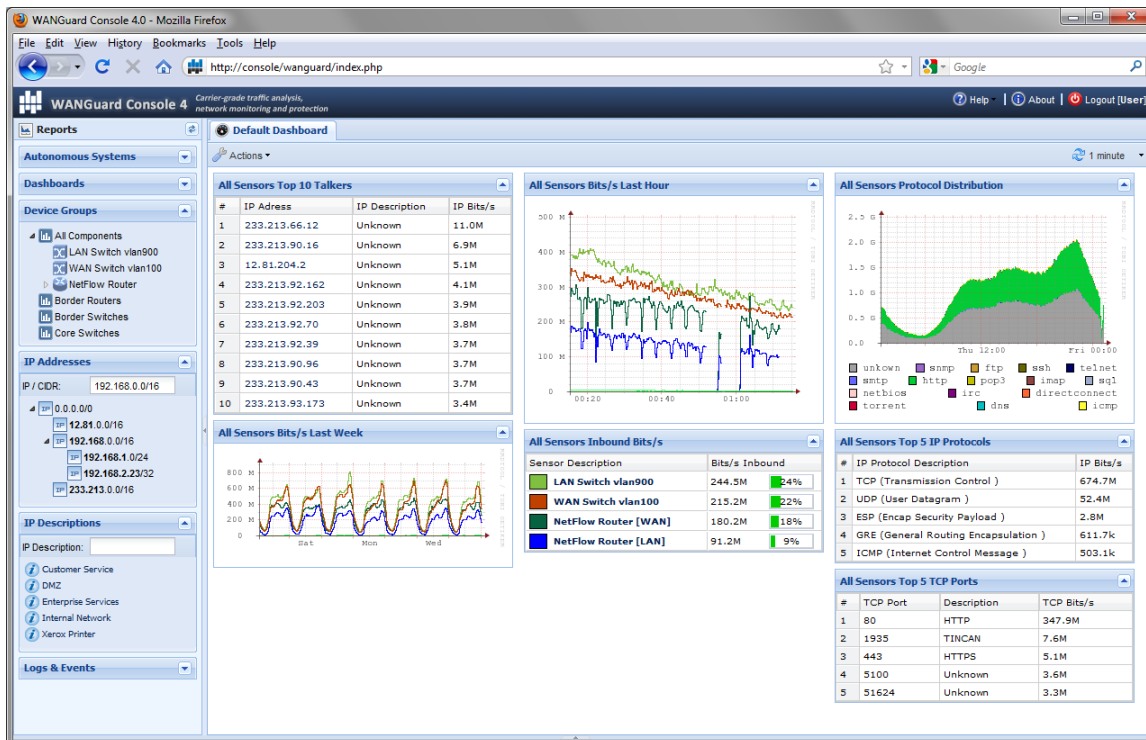 WANGuard Console 4.0 - Mozilla Firefox
File Edit View History Bookmarks Tools Help
http://console/wanguard/index.php
Google
WANGuard Console 4
Carrier-grade traffic analysis,
network monitoring and protection
Help | About | Logout [User]
Reports
Autonomous Systems
Dashboards
Device Groups
All Components
LAN Switch vlan900
WAN Switch vlan100
NetFlow Router
Border Routers
Border Switches
Core Switches
IP Addresses
IP / CIDR: 192.168.0.0/16
0.0.0.0/0
12.81.0.0/16
192.168.0.0/16
192.168.1.0/24
192.168.2.23/32
233.213.0.0/16
IP Descriptions
IP Description:
Customer Service
DMZ
Enterprise Services
Internal Network
Xerox Printer
Logs & Events
Default Dashboard
Actions
1 minute
All Sensors Top 10 Talkers
# IP Adress IP Description IP Bits/s
1 233.213.66.12 Unknown 11.0M
2 233.213.90.16 Unknown 6.9M
3 12.81.204.2 Unknown 5.1M
4 233.213.92.162 Unknown 4.1M
5 233.213.92.203 Unknown 3.9M
6 233.213.92.70 Unknown 3.8M
7 233.213.92.39 Unknown 3.7M
8 233.213.90.96 Unknown 3.7M
9 233.213.90.43 Unknown 3.7M
10 233.213.93.173 Unknown 3.4M
All Sensors Bits/s Last Week
800 M
600 M
400 M
200 M
0
Sat Mon Wed
All Sensors Bits/s Last Hour
500 M
400 M
300 M
200 M
100 M
0
00:20 00:40 01:00
All Sensors Inbound Bits/s
Sensor Description Bits/s Inbound
LAN Switch vlan900 244.5M 24%
WAN Switch vlan100 215.2M 22%
NetFlow Router [WAN] 180.2M 18%
NetFlow Router [LAN] 91.2M 9%
All Sensors Protocol Distribution
2.5 G
2.0 G
1.5 G
1.0 G
0.5 G
0.0
Thu 12:00 Fri 00:00
unkown snmp ftp ssh telnet
smtp http pop3 imap sql
netbios irc directconnect
torrent dns icmp
All Sensors Top 5 IP Protocols
# IP Protocol Description IP Bits/s
1 TCP (Transmission Control ) 674.7M
2 UDP (User Datagram ) 52.4M
3 ESP (Encap Security Payload ) 2.8M
4 GRE (General Routing Encapsulation ) 611.7k
5 ICMP (Internet Control Message ) 503.1k
All Sensors Top 5 TCP Ports
# TCP Port Description TCP Bits/s
1 80 HTTP 347.9M
2 1935 TINCAN 7.6M
3 443 HTTPS 5.1M
4 5100 Unknown 3.6M
5 51624 Unknown 3.3M